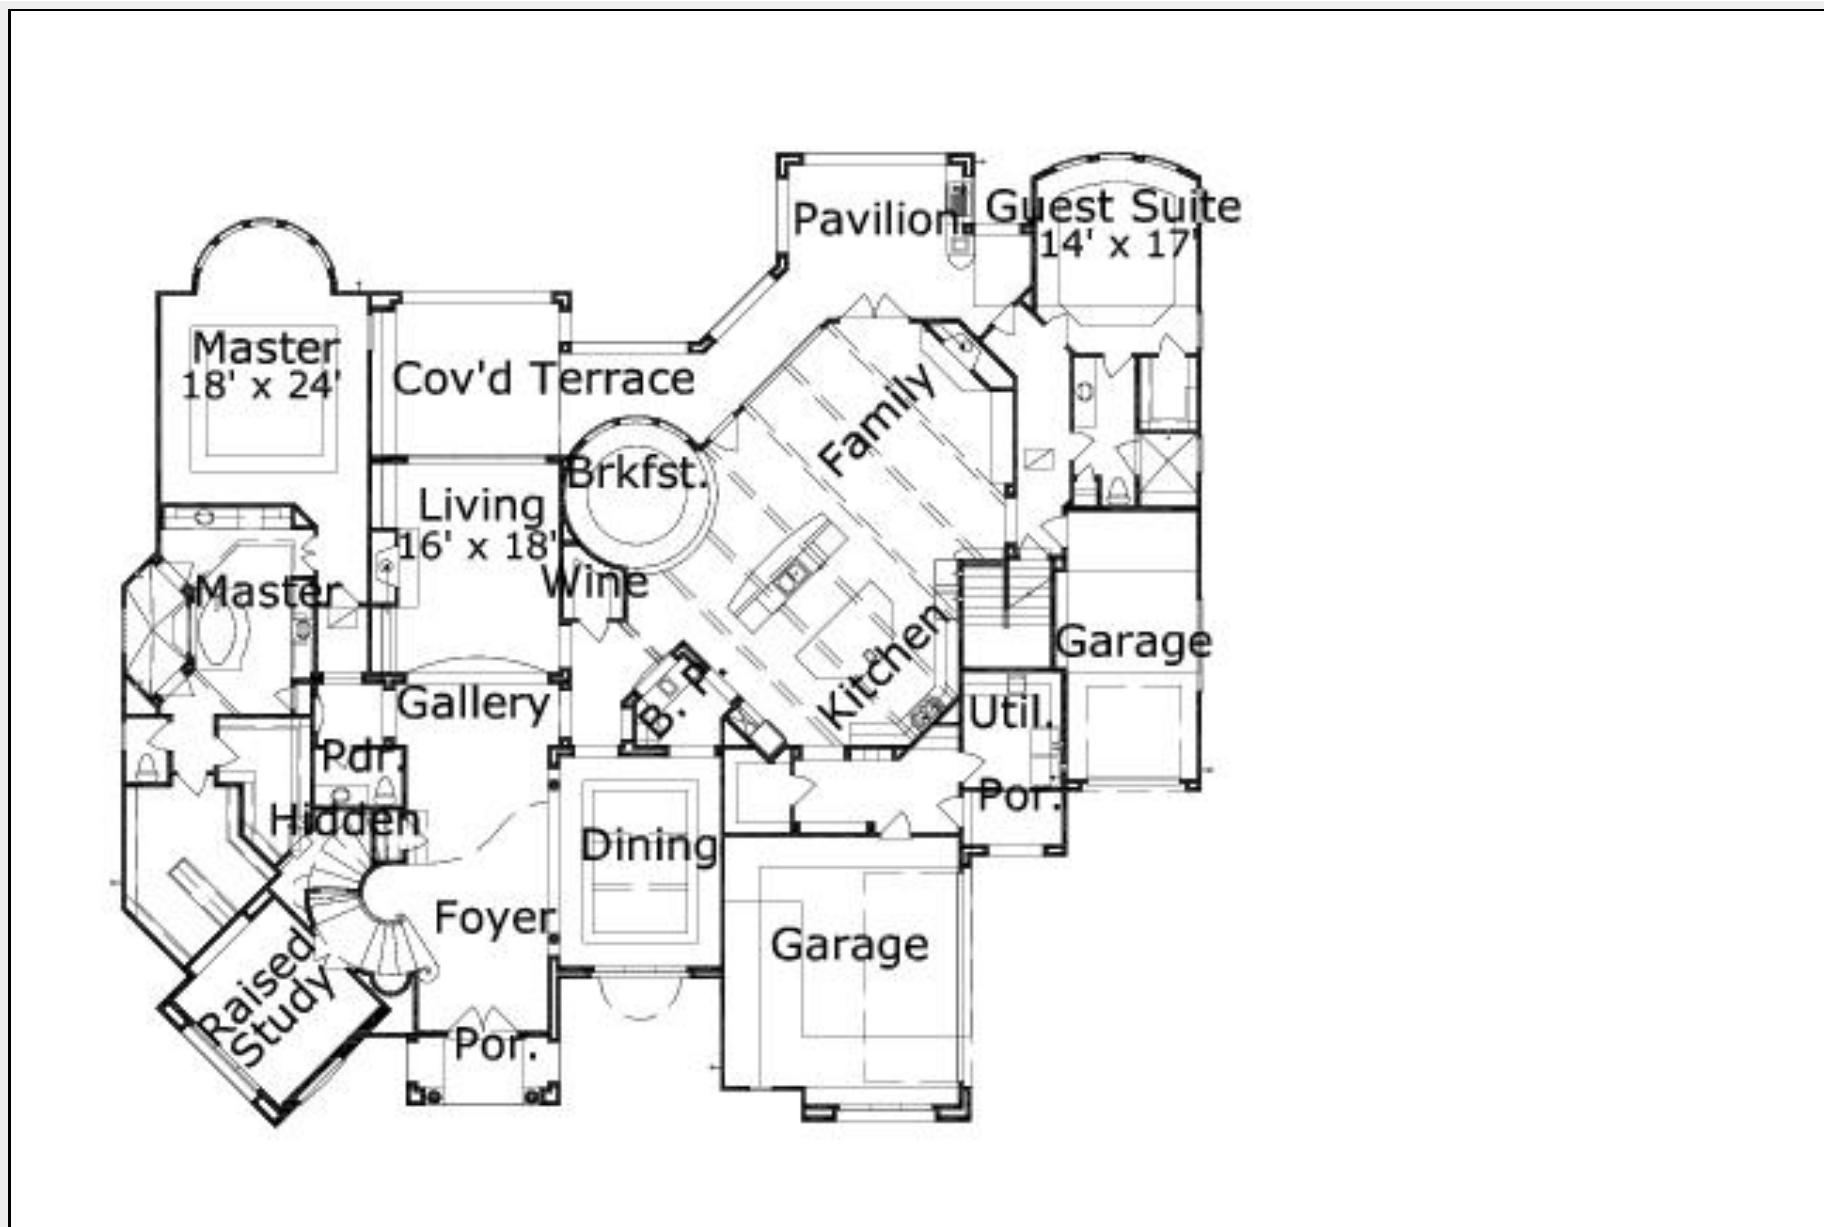 Pavilion
Guest Suite
14' x 17'
Master
18' x 24'
Cov'd Terrace
Family
Brkfst.
Living
16' x 18'
Wine
Master
Garage
Kitchen
Gallery
B. P.
Util.
Pdr.
Por.
Hidden
Dining
Foyer
Garage
Raised
Study
Por.